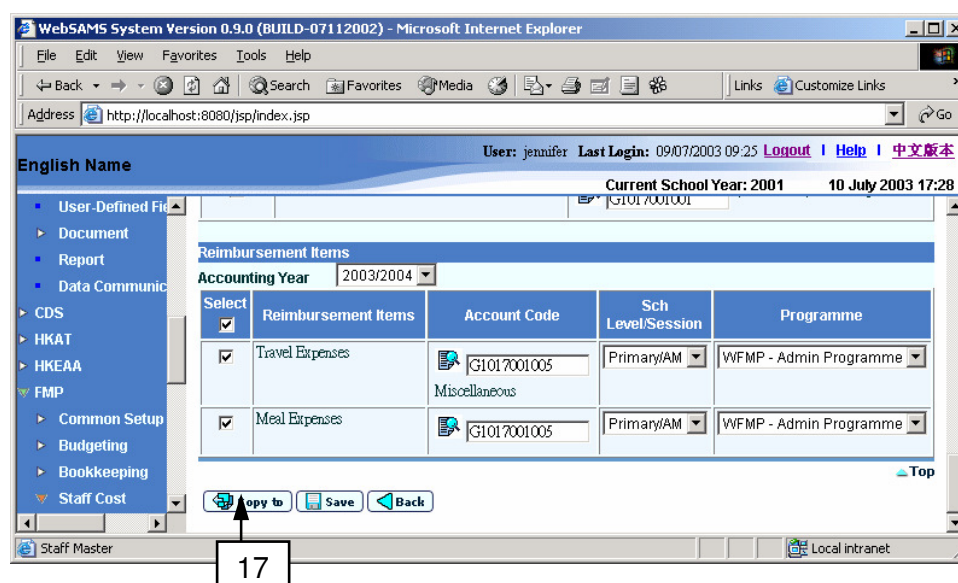 WebSAMS System Version 0.9.0 (BUILD-07112002) - Microsoft Internet Explorer
File Edit View Favorites Tools Help
Back Search Favorites Media Links Customize Links
Address http://localhost:8080/jsp/index.jsp Go
User: jennifer Last Login: 09/07/2003 09:25 Logout | Help | 中文版本
English Name
Current School Year: 2001 10 July 2003 17:28
User-Defined Fie
G1017001001
Document
Report
Data Communic
CDS
HKAT
HKEAA
FMP
Common Setup
Budgeting
Bookkeeping
Staff Cost
Reimbursement Items
Accounting Year 2003/2004
Select Reimbursement Items Account Code Sch Level/Session Programme
Travel Expenses G1017001005 Primary/AM WFMP - Admin Programme
Miscellaneous
Meal Expenses G1017001005 Primary/AM WFMP - Admin Programme
Top
Copy to Save Back
Staff Master Local intranet
17